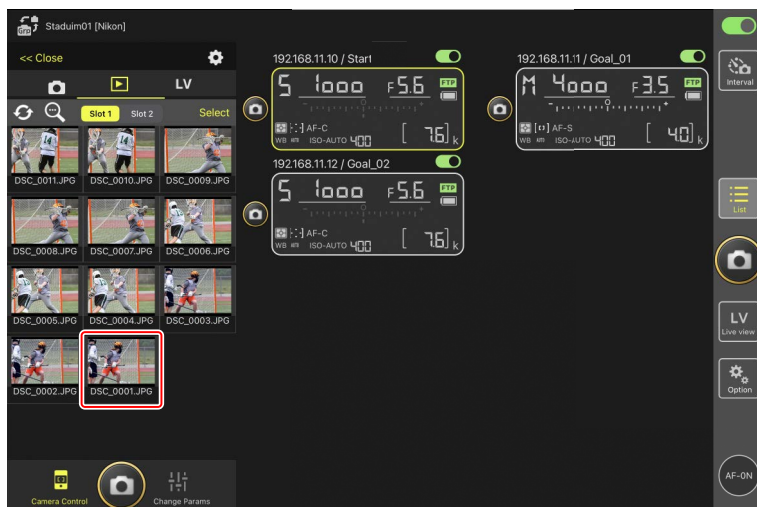 Grp
Staduim01 [Nikon]
<< Close
LV
Slot 1
Slot 2
Select
DSC_0011.JPG
DSC_0010.JPG
DSC_0009.JPG
DSC_0008.JPG
DSC_0007.JPG
DSC_0006.JPG
DSC_0005.JPG
DSC_0004.JPG
DSC_0003.JPG
DSC_0002.JPG
DSC_0001.JPG
Camera Control
Change Params
192.168.11.10 / Start
S 1000 F5.6 FTP
AF-C
WB ISO-AUTO 400 [ 7.6] k
192.168.11.11 / Goal_01
M 4000 F3.5 FTP
AF-S
WB ISO-AUTO 400 [ 4.0] k
192.168.11.12 / Goal_02
S 1000 F5.6 FTP
AF-C
WB ISO-AUTO 400 [ 7.6] k
Interval
List
LV
Live view
Option
AF-ON